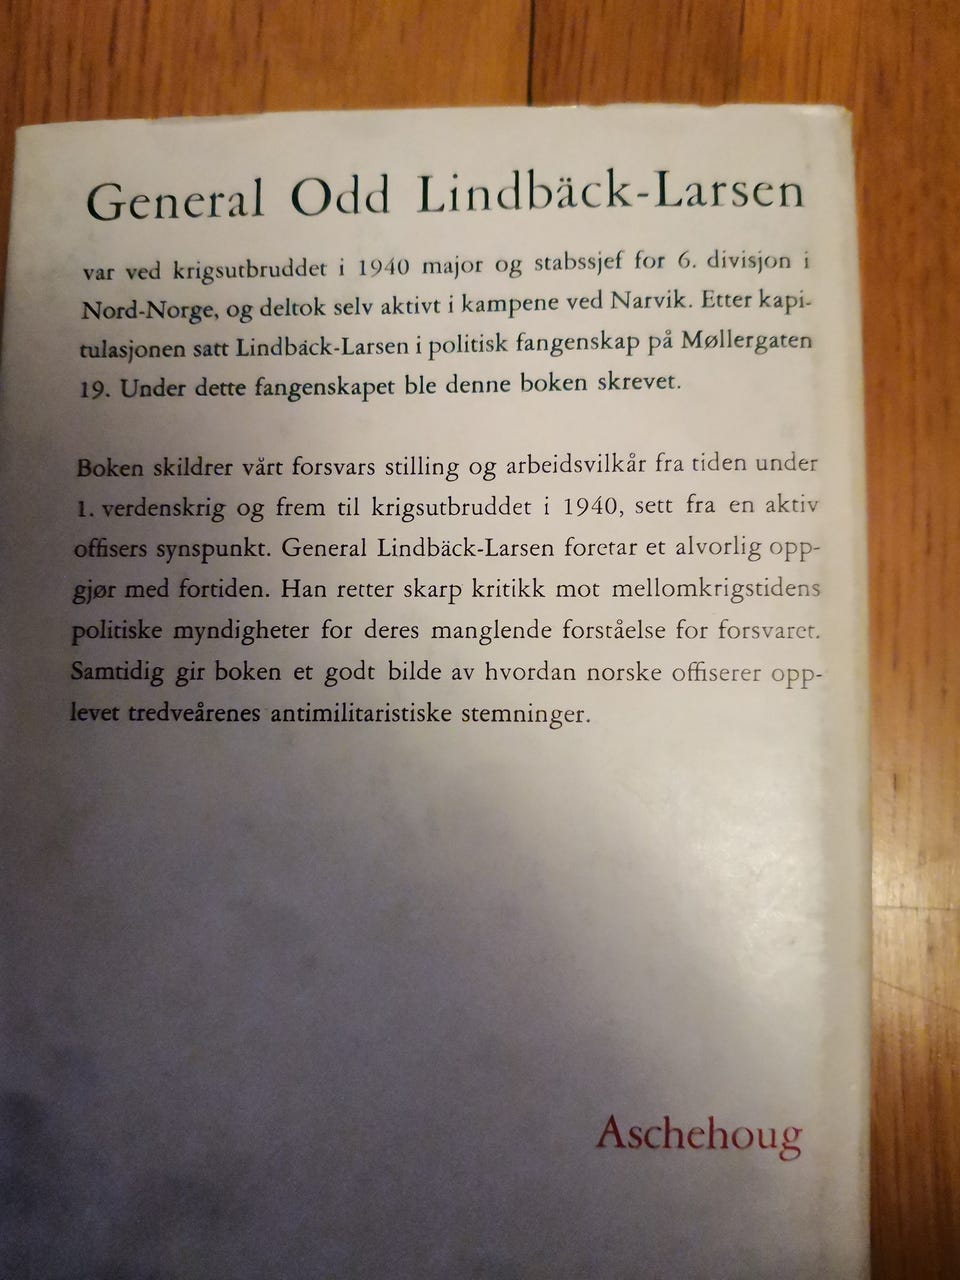 General Odd Lindbäck-Larsen
var ved krigsutbruddet i 1940 major og stabssjef for 6. divisjon i
Nord-Norge, og deltok selv aktivt i kampene ved Narvik. Etter kapi-
tulasjonen satt Lindbäck-Larsen i politisk fangenskap på Møllergaten
19. Under dette fangenskapet ble denne boken skrevet.
Boken skildrer vårt forsvars stilling og arbeidsvilkår fra tiden under
1. verdenskrig og frem til krigsutbruddet i 1940, sett fra en aktiv
offisers synspunkt. General Lindbäck-Larsen foretar et alvorlig opp-
gjør med fortiden. Han retter skarp kritikk mot mellomkrigstidens
politiske myndigheter for deres manglende forståelse for forsvaret.
Samtidig gir boken et godt bilde av hvordan norske offiserer opp-
levet tredveårenes antimilitaristiske stemninger.
Aschehoug